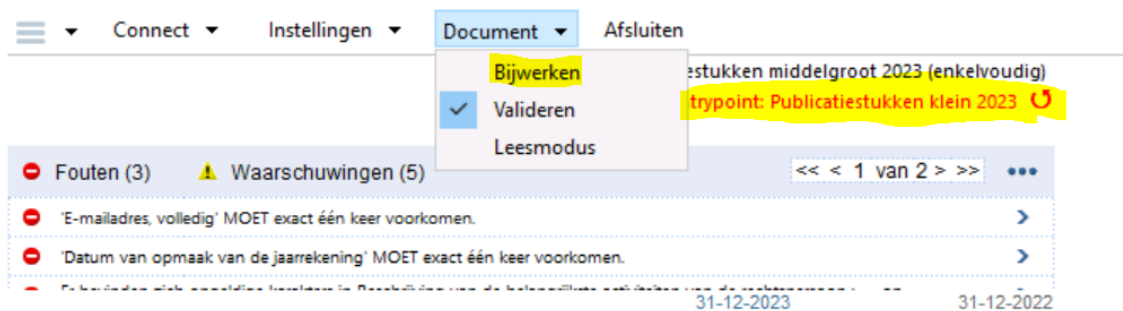 Connect Instellingen Document Afsluiten
Bijwerken
estukken middelgroot 2023 (enkelvoudig)
Valideren
trypoint: Publicatiestukken klein 2023
Leesmodus
Fouten (3) Waarschuwingen (5) << < 1 van 2 > >>
'E-mailadres, volledig' MOET exact één keer voorkomen.
'Datum van opmaak van de jaarrekening' MOET exact één keer voorkomen.
31-12-2023 31-12-2022